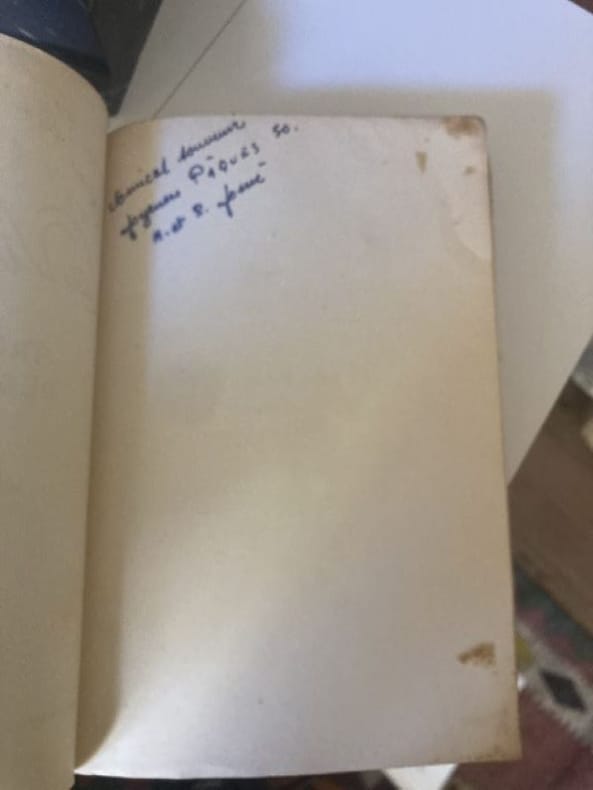 Amical souvenir
joyeuses PÂQUES 50.
A. et P.